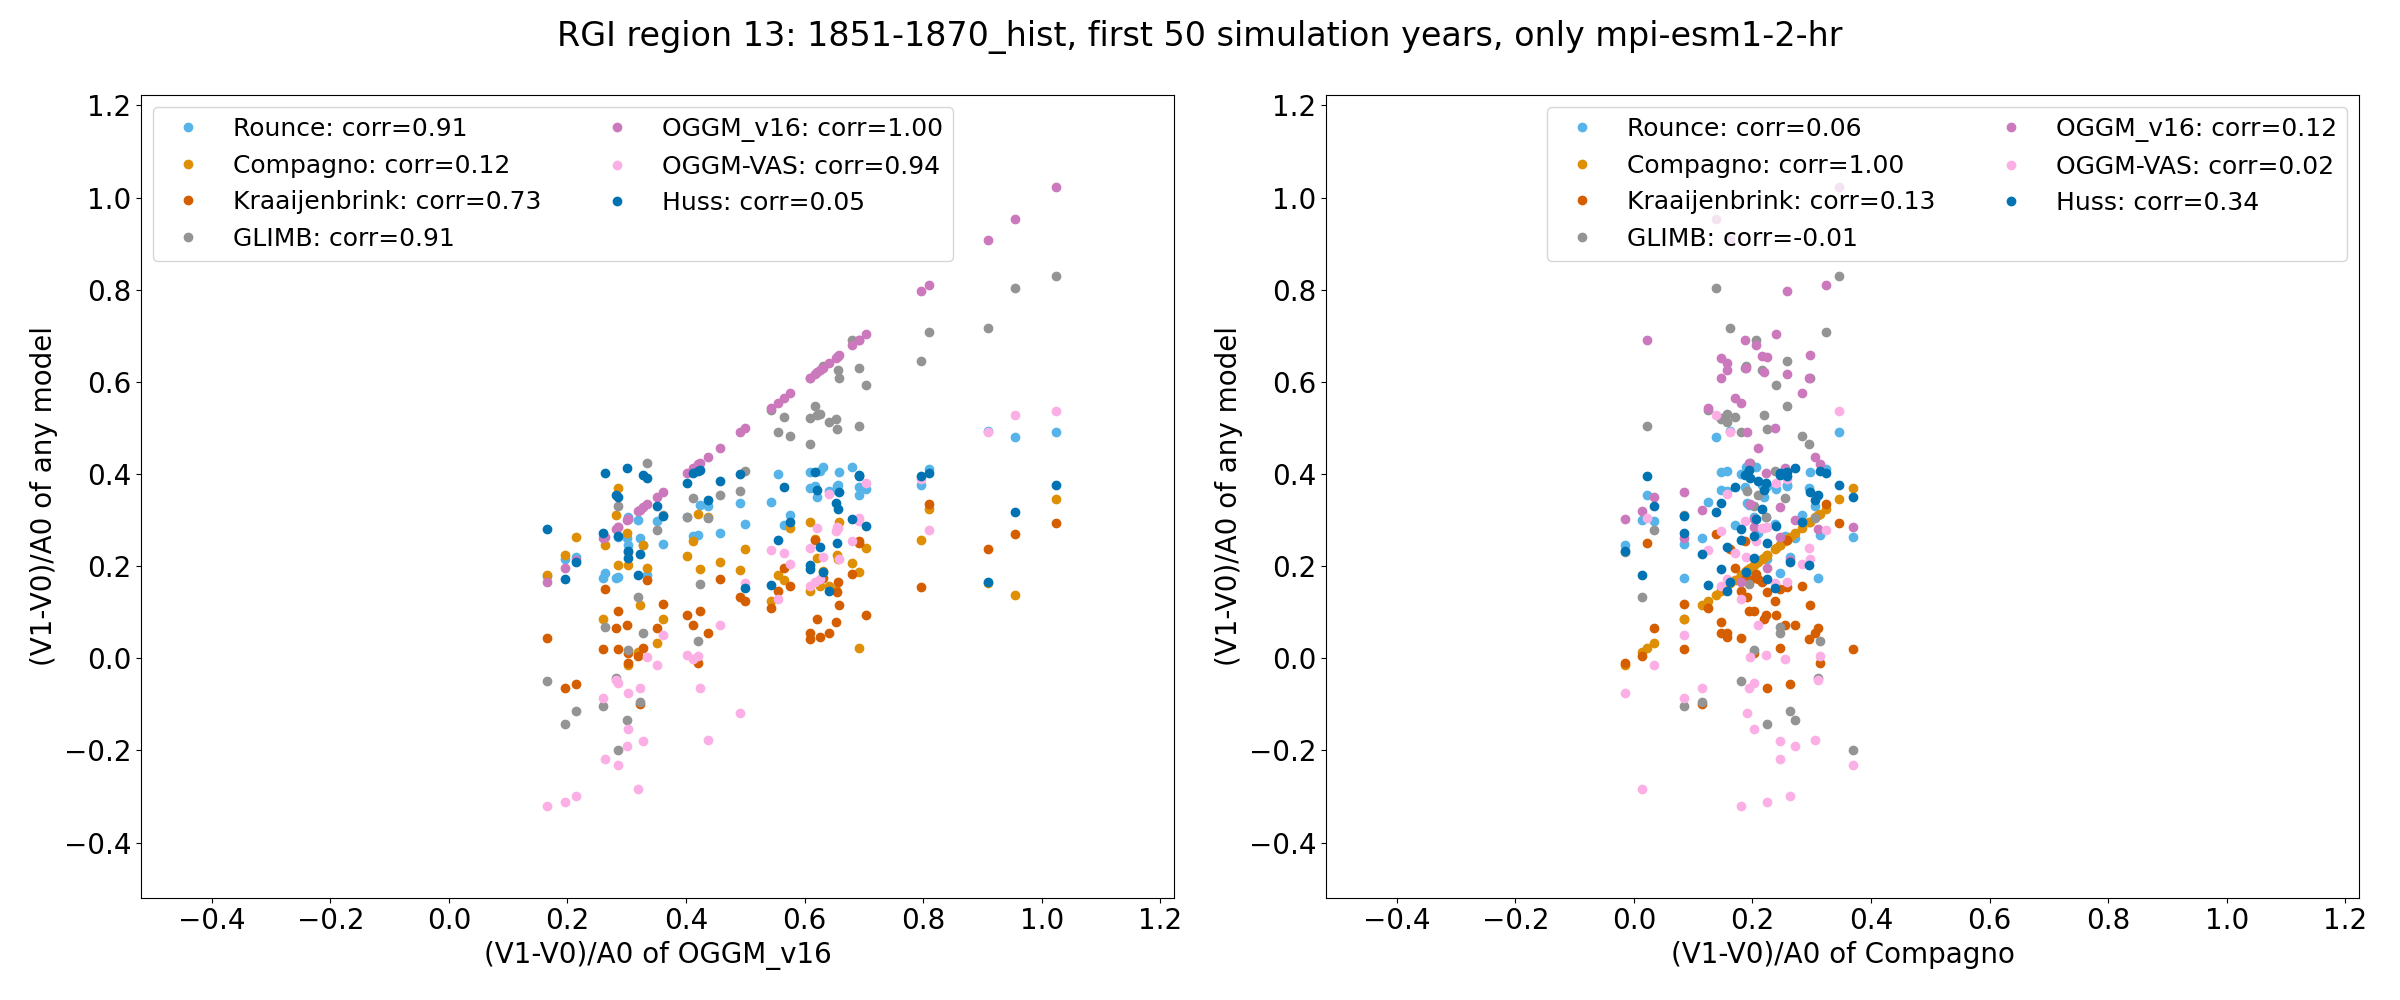 RGI region 13: 1851-1870_hist, first 50 simulation years, only mpi-esm1-2-hr
(V1-V0)/A0 of any model
1.2
1.0
0.8
0.6
0.4
0.2
0.0
−0.2
−0.4
Rounce: corr=0.91
Compagno: corr=0.12
Kraaijenbrink: corr=0.73
GLIMB: corr=0.91
OGGM_v16: corr=1.00
OGGM-VAS: corr=0.94
Huss: corr=0.05
−0.4 −0.2 0.0 0.2 0.4 0.6 0.8 1.0 1.2
(V1-V0)/A0 of OGGM_v16
(V1-V0)/A0 of any model
1.2
1.0
0.8
0.6
0.4
0.2
0.0
−0.2
−0.4
Rounce: corr=0.06
Compagno: corr=1.00
Kraaijenbrink: corr=0.13
GLIMB: corr=-0.01
OGGM_v16: corr=0.12
OGGM-VAS: corr=0.02
Huss: corr=0.34
−0.4 −0.2 0.0 0.2 0.4 0.6 0.8 1.0 1.2
(V1-V0)/A0 of Compagno